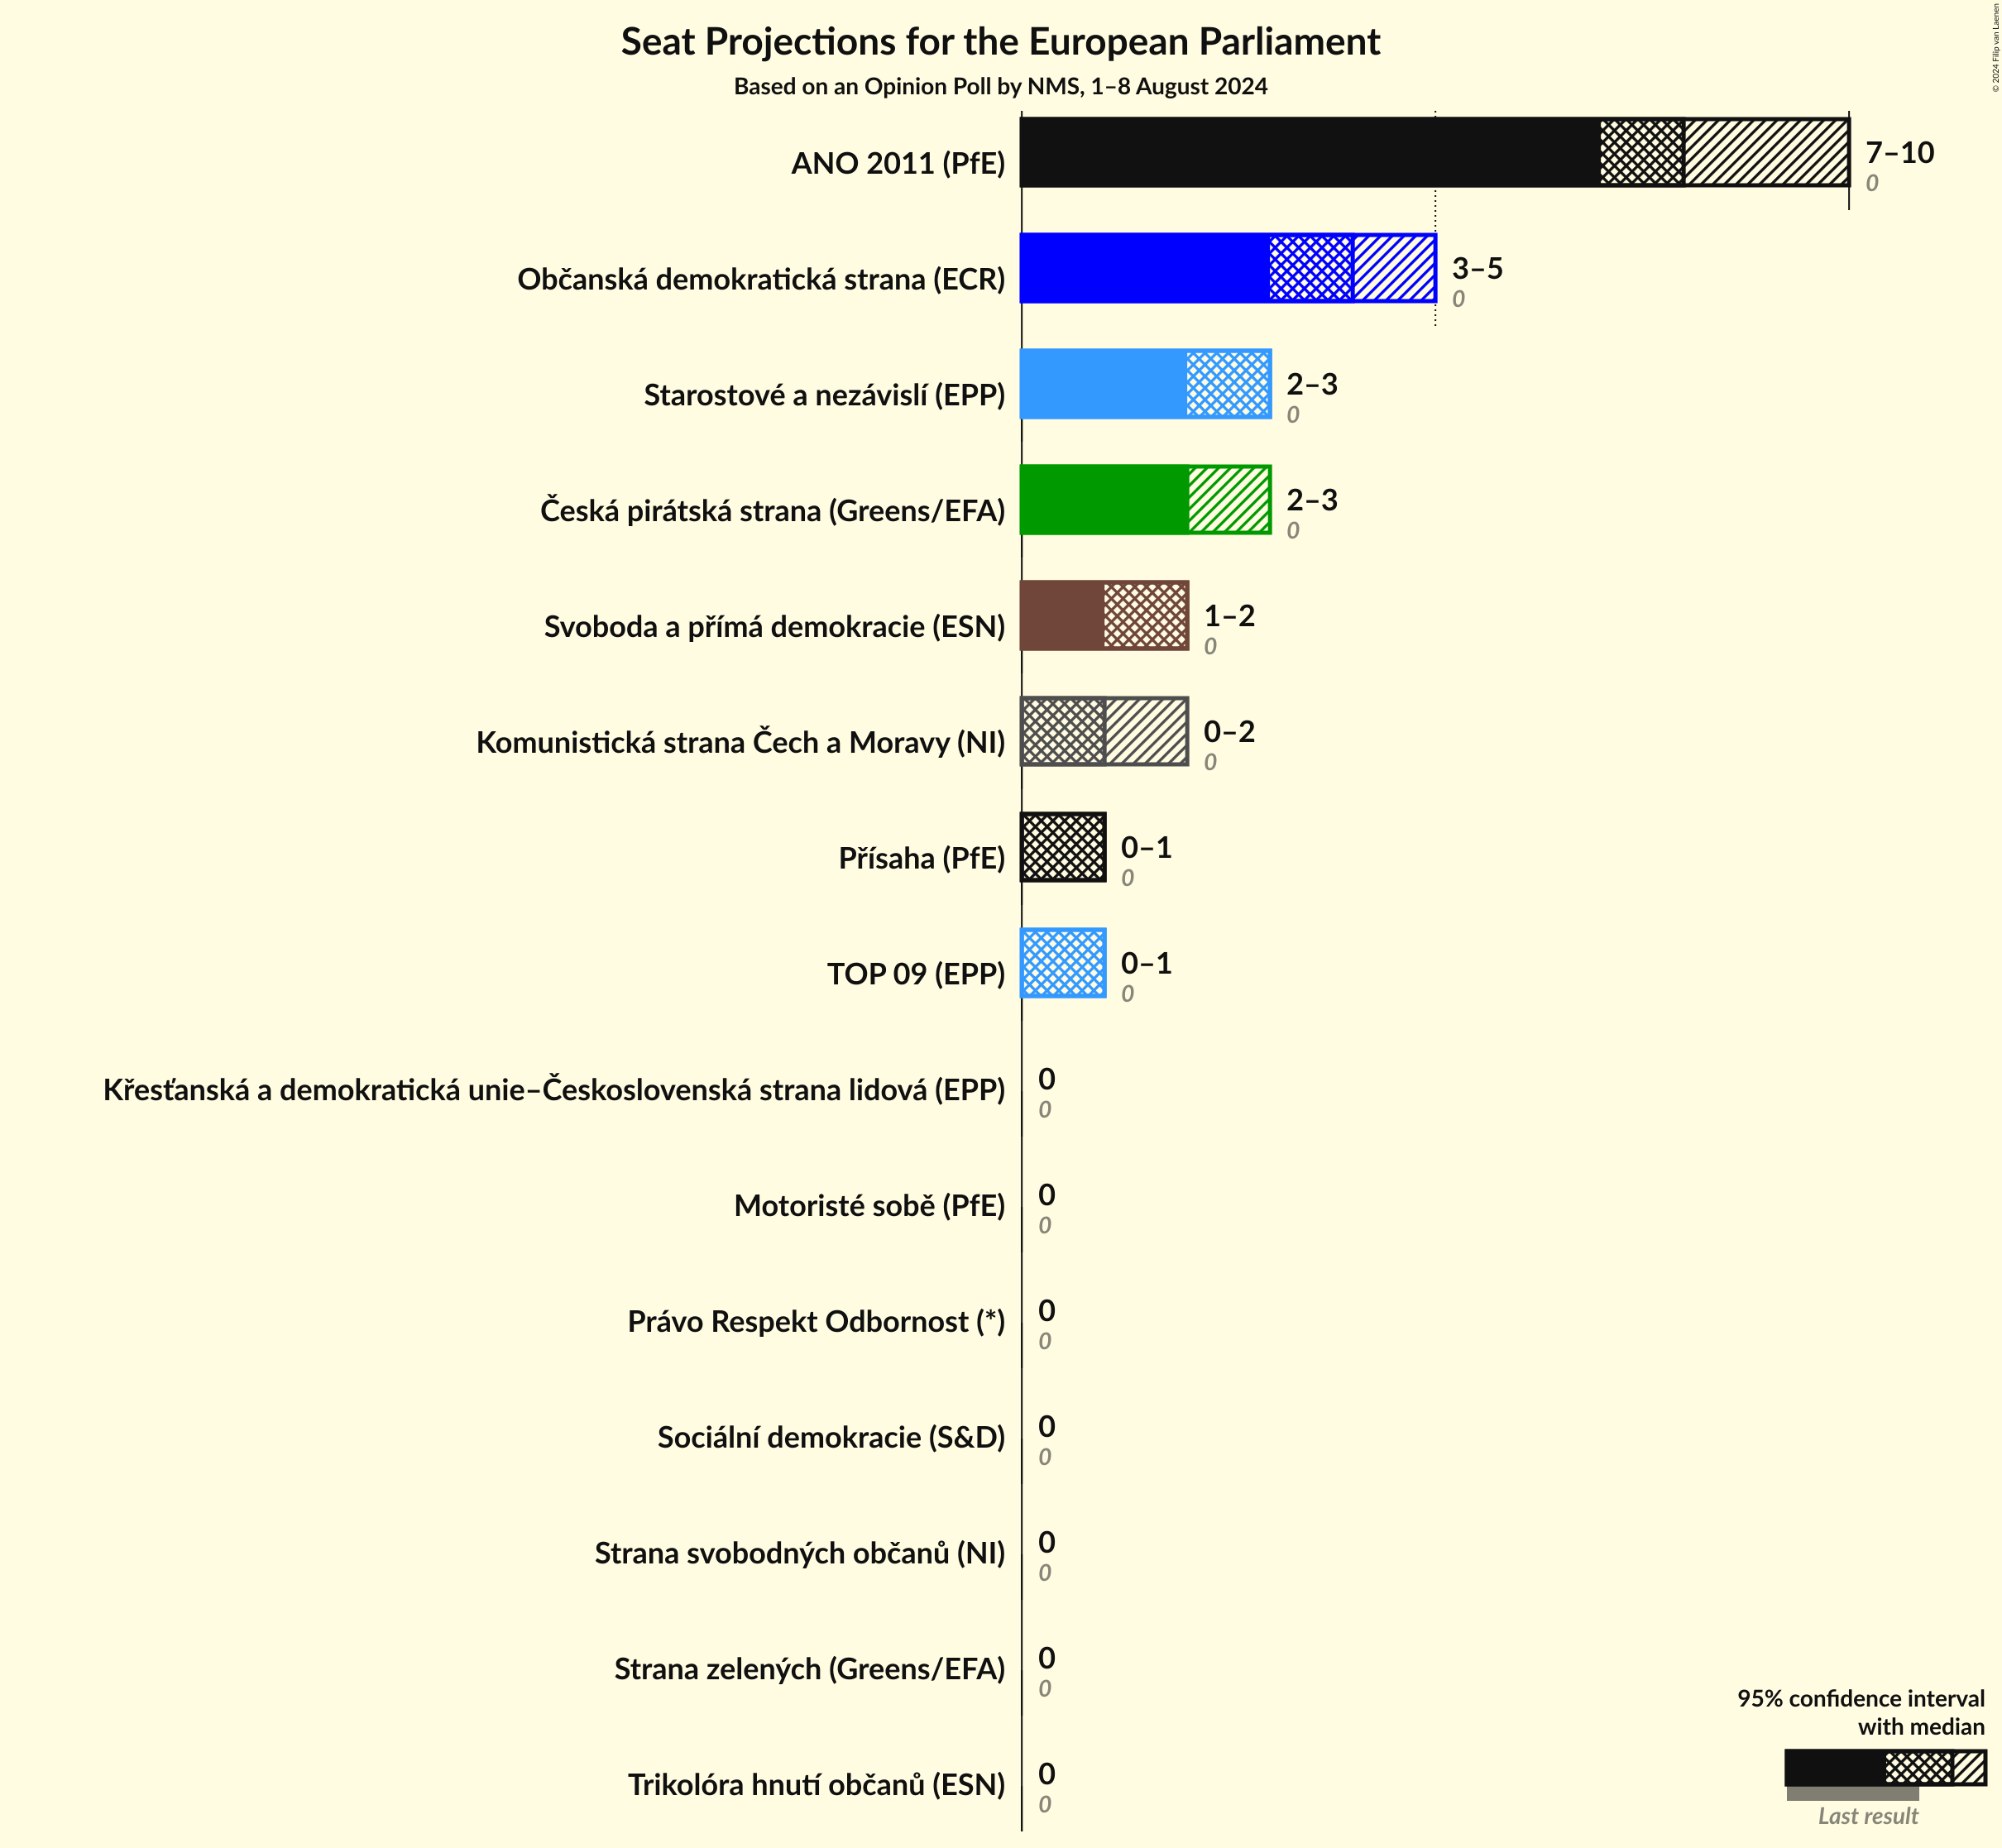 Seat Projections for the European Parliament
Based on an Opinion Poll by NMS, 1–8 August 2024
© 2024 Filip van Laenen
ANO 2011 (PfE)
7–10
0
Občanská demokratická strana (ECR)
3–5
0
Starostové a nezávislí (EPP)
2–3
0
Česká pirátská strana (Greens/EFA)
2–3
0
Svoboda a přímá demokracie (ESN)
1–2
0
Komunistická strana Čech a Moravy (NI)
0–2
0
Přísaha (PfE)
0–1
0
TOP 09 (EPP)
0–1
0
Křesťanská a demokratická unie–Československá strana lidová (EPP)
0
0
Motoristé sobě (PfE)
0
0
Právo Respekt Odbornost (*)
0
0
Sociální demokracie (S&D)
0
0
Strana svobodných občanů (NI)
0
0
Strana zelených (Greens/EFA)
0
0
Trikolóra hnutí občanů (ESN)
0
0
95% confidence interval
with median
Last result